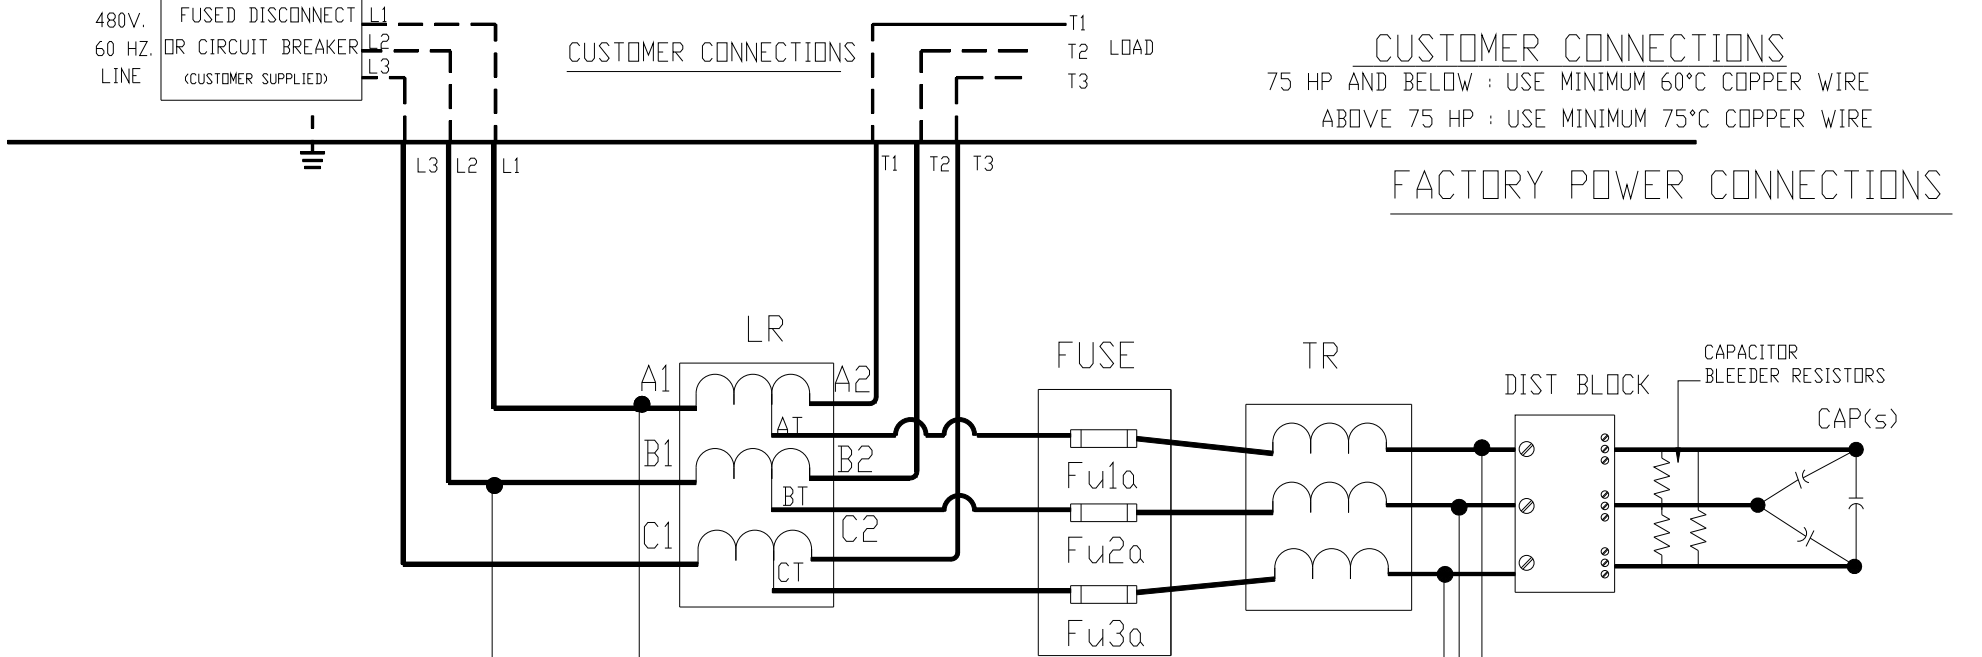 480V.
60 HZ.
LINE
FUSED DISCONNECT
OR CIRCUIT BREAKER
(CUSTOMER SUPPLIED)
L1
L2
L3
CUSTOMER CONNECTIONS
T1
T2 LOAD
T3
CUSTOMER CONNECTIONS
75 HP AND BELOW : USE MINIMUM 60°C COPPER WIRE
ABOVE 75 HP : USE MINIMUM 75°C COPPER WIRE
L3 L2 L1
T1 T2 T3
FACTORY POWER CONNECTIONS
LR
A1
A2
AT
B1
B2
BT
C1
C2
CT
FUSE
Fu1a
Fu2a
Fu3a
TR
DIST BLOCK
CAPACITOR
BLEEDER RESISTORS
CAP(s)